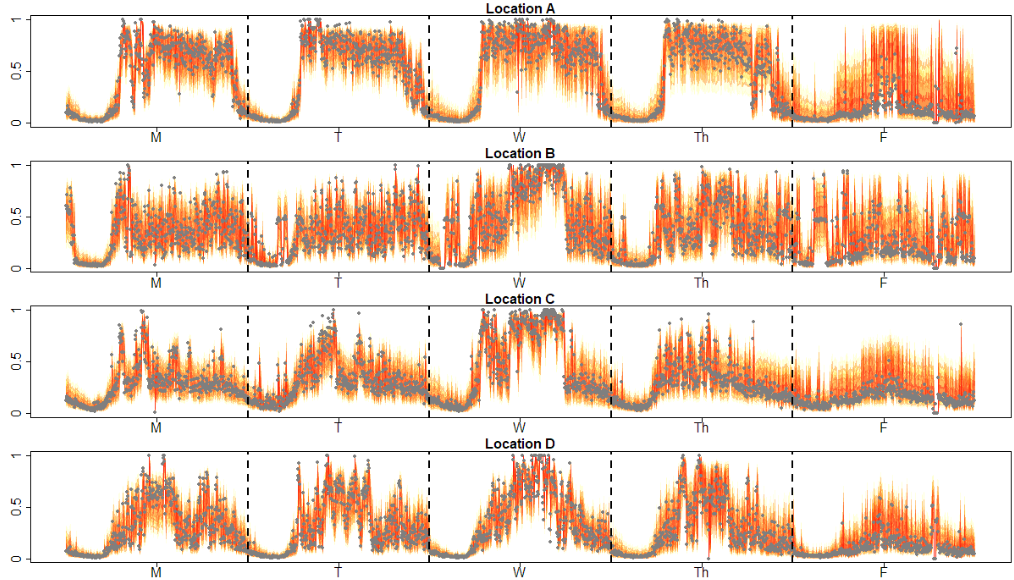 Location A
1
0.5
0
M T W Th F
Location B
1
0.5
0
M T W Th F
Location C
1
0.5
0
M T W Th F
Location D
1
0.5
0
M T W Th F